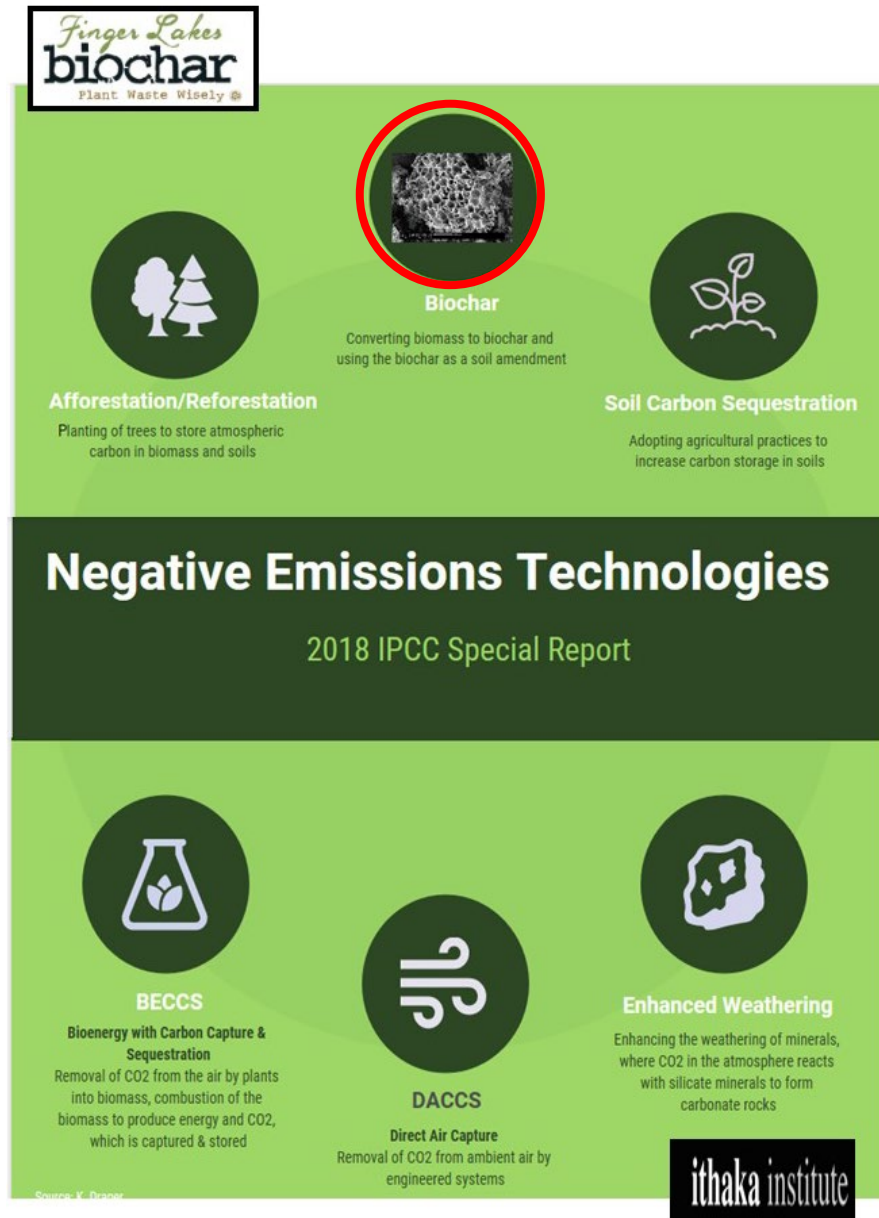 Finger Lakes
biochar
Plant Waste Wisely
Biochar
Converting biomass to biochar and
using the biochar as a soil amendment
Afforestation/Reforestation
Planting of trees to store atmospheric
carbon in biomass and soils
Soil Carbon Sequestration
Adopting agricultural practices to
increase carbon storage in soils
Negative Emissions Technologies
2018 IPCC Special Report
BECCS
Bioenergy with Carbon Capture &
Sequestration
Removal of CO2 from the air by plants
into biomass, combustion of the
biomass to produce energy and CO2,
which is captured & stored
DACCS
Direct Air Capture
Removal of CO2 from ambient air by
engineered systems
Enhanced Weathering
Enhancing the weathering of minerals,
where CO2 in the atmosphere reacts
with silicate minerals to form
carbonate rocks
Source: K. Draper
ithaka institute